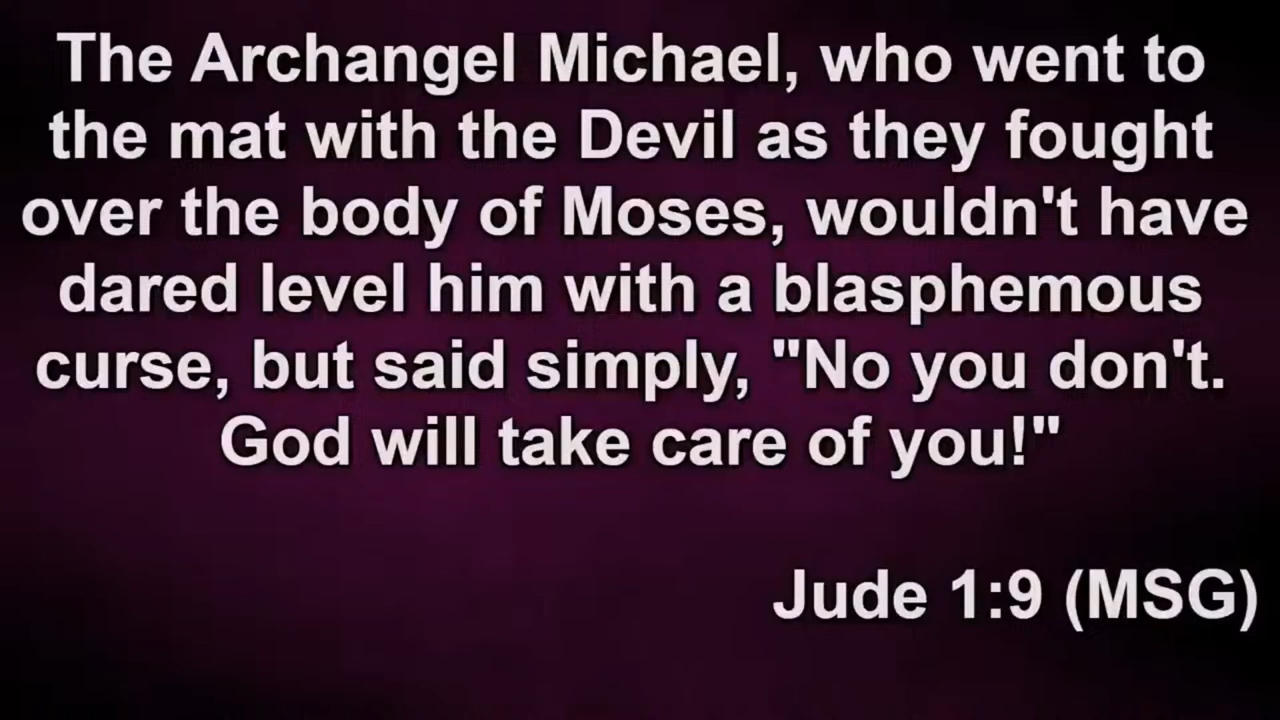 The Archangel Michael, who went to
the mat with the Devil as they fought
over the body of Moses, wouldn't have
dared level him with a blasphemous
curse, but said simply, "No you don't.
God will take care of you!"
Jude 1:9 (MSG)